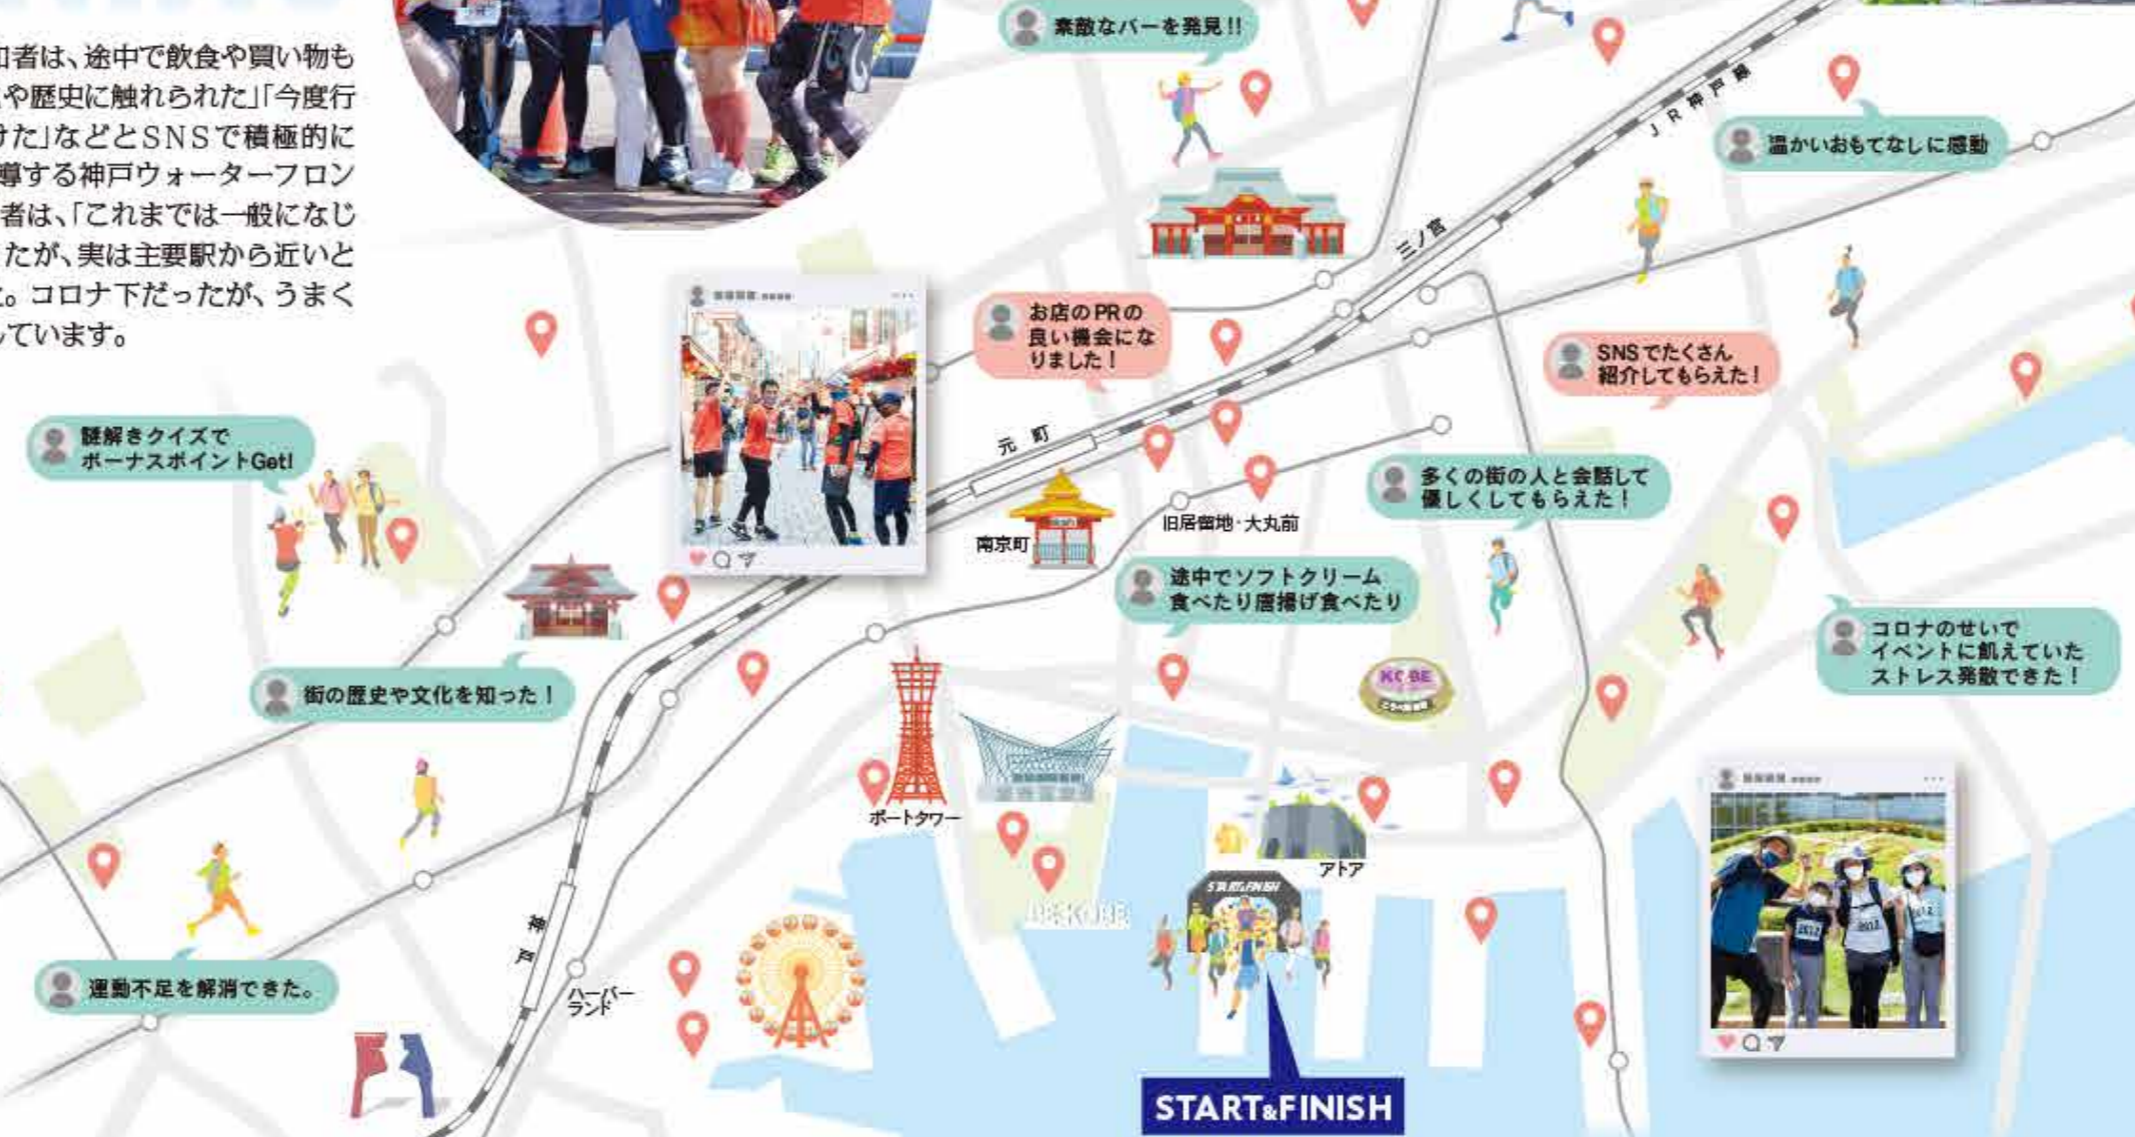 加者は、途中で飲食や買い物も
や歴史に触れられた」「今度行
けた」などとSNSで積極的に
導する神戸ウォーターフロン
者は、「これまでは一般になじ
たが、実は主要駅から近いと
。コロナ下だったが、うまく
しています。
素敵なバーを発見!!
JR神戸線
温かいおもてなしに感動
三ノ宮
お店のPRの
良い機会にな
りました！
SNSでたくさん
紹介してもらえた！
謎解きクイズで
ボーナスポイントGet!
元町
多くの街の人と会話して
優しくしてもらえた！
旧居留地・大丸前
南京町
途中でソフトクリーム
食べたり唐揚げ食べたり
コロナのせいで
イベントに飢えていた
ストレス発散できた！
街の歴史や文化を知った！
KOBE
ポートタワー
アトア
START&FINISH
BE KOBE
神戸
運動不足を解消できた。
ハーバー
ランド
2012
2012
START&FINISH